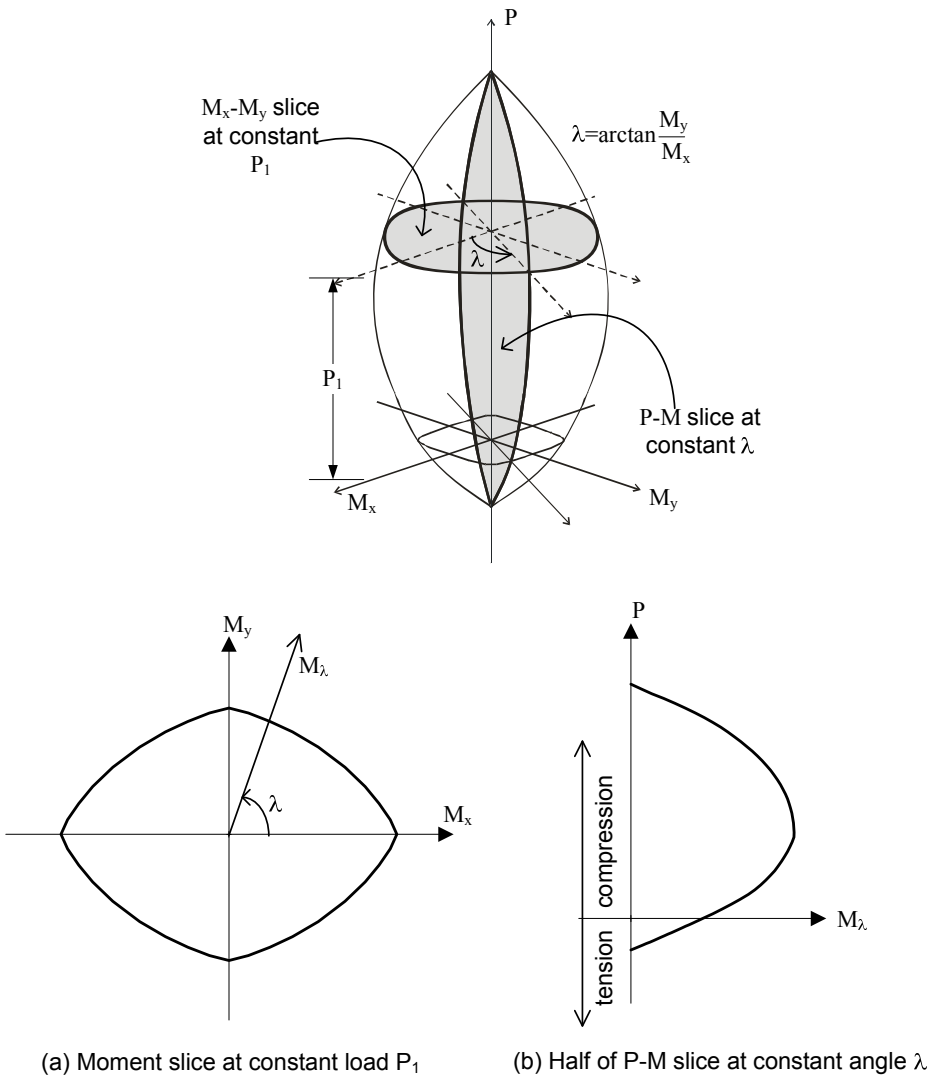 P
Mx-My slice
at constant
P1
λ=arctan My/Mx
λ
P1
P-M slice at
constant λ
Mx
My
My
Mλ
λ
Mx
P
compression
tension
Mλ
(a) Moment slice at constant load P1
(b) Half of P-M slice at constant angle λ